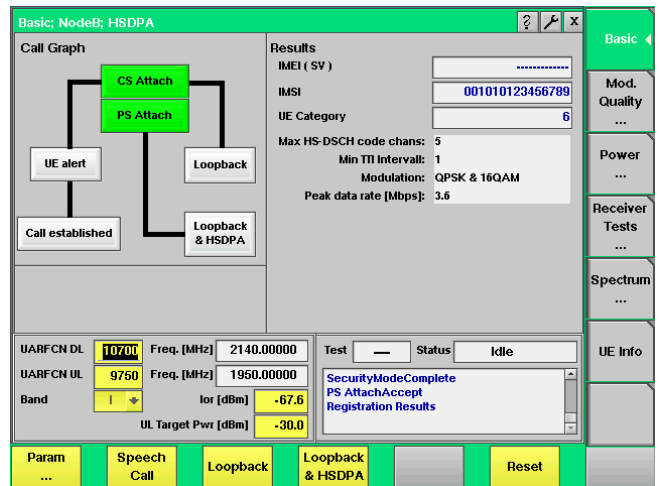 Basic; NodeB; HSDPA
?
x
Basic
Call Graph
CS Attach
PS Attach
UE alert
Loopback
Call established
Loopback
& HSDPA
Results
IMEI ( SV )
------------
IMSI
001010123456789
UE Category
6
Max HS-DSCH code chans: 5
Min TTI Intervall: 1
Modulation: QPSK & 16QAM
Peak data rate [Mbps]: 3.6
Mod.
Quality
...
Power
...
Receiver
Tests
...
Spectrum
...
UE Info
UARFCN DL 10700 Freq. [MHz] 2140.00000
UARFCN UL 9750 Freq. [MHz] 1950.00000
Band I Ior [dBm] -67.6
UL Target Pwr [dBm] -30.0
Test — Status Idle
SecurityModeComplete
PS AttachAccept
Registration Results
Param
...
Speech
Call
Loopback
Loopback
& HSDPA
Reset